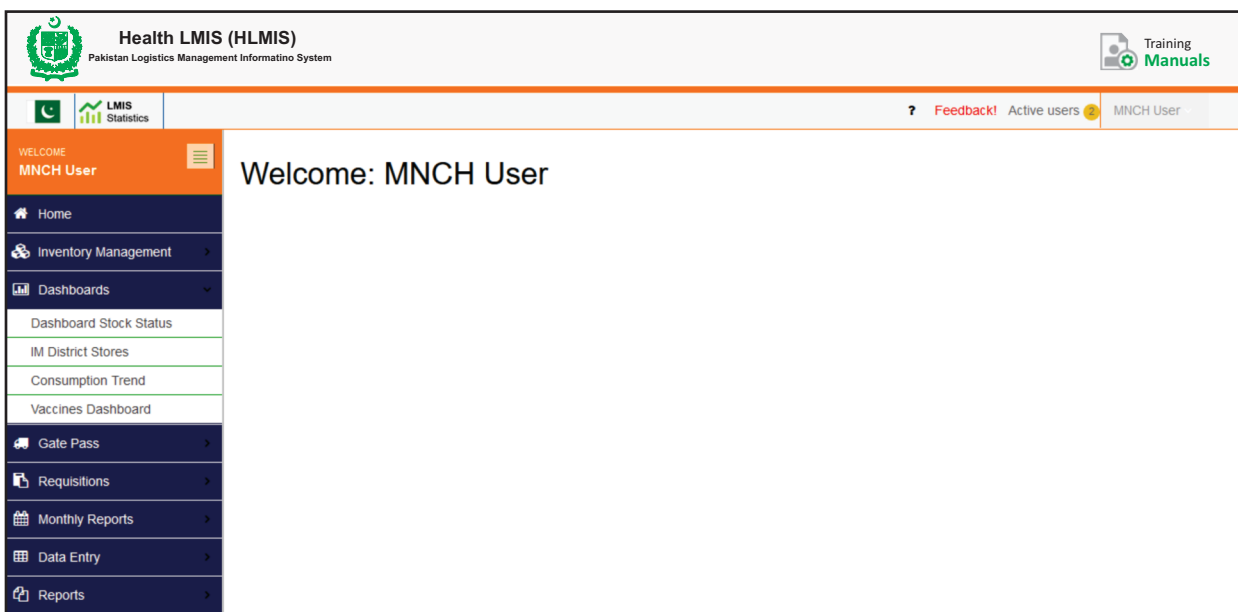 Health LMIS (HLMIS)
Pakistan Logistics Management Informatino System
Training
Manuals
LMIS
Statistics
? Feedback! Active users 2 MNCH User
WELCOME
MNCH User
Welcome: MNCH User
Home
Inventory Management
Dashboards
Dashboard Stock Status
IM District Stores
Consumption Trend
Vaccines Dashboard
Gate Pass
Requisitions
Monthly Reports
Data Entry
Reports